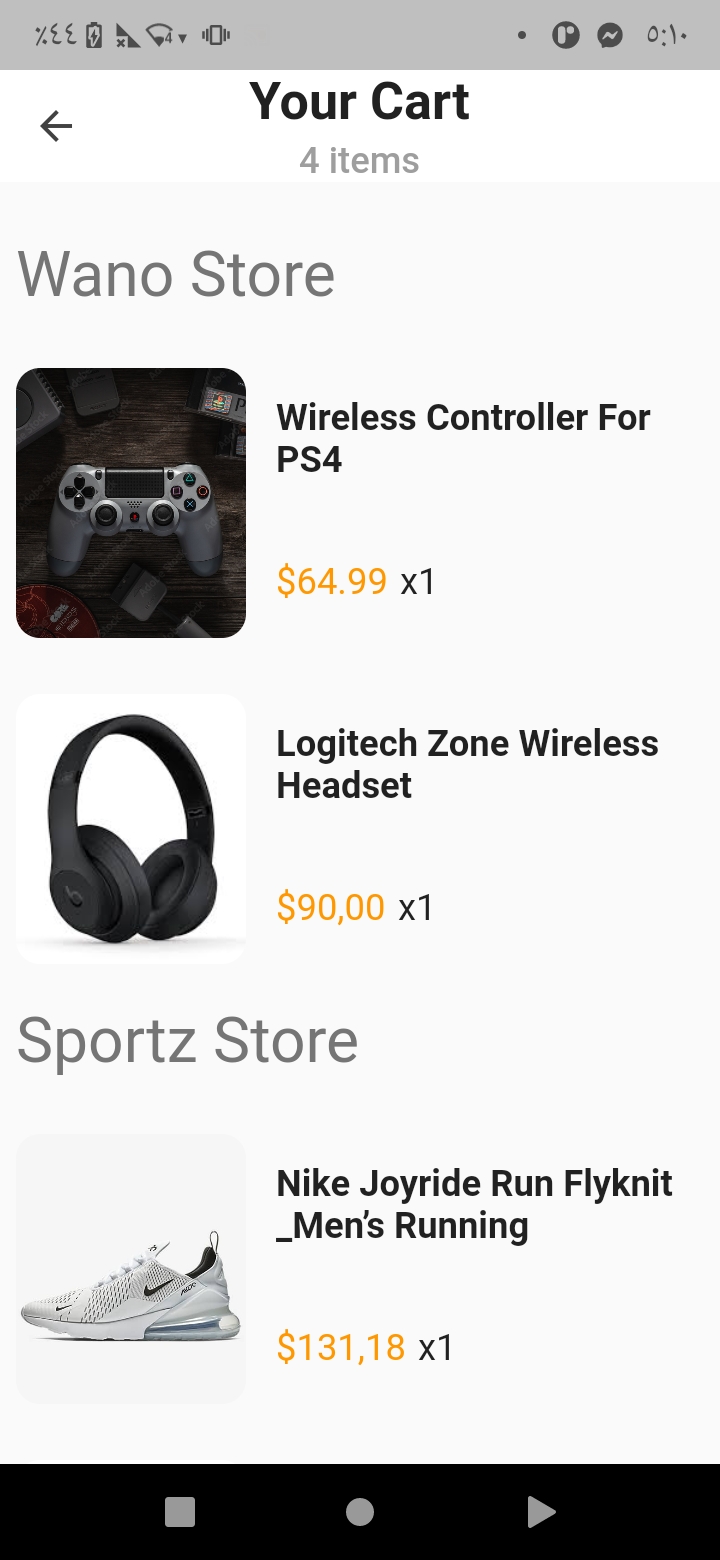 ٪٤٤ 4 ٥:١٠
Your Cart
4 items
Wano Store
Wireless Controller For
PS4
$64.99 x1
Logitech Zone Wireless
Headset
$90,00 x1
Sportz Store
Nike Joyride Run Flyknit
_Men’s Running
$131,18 x1